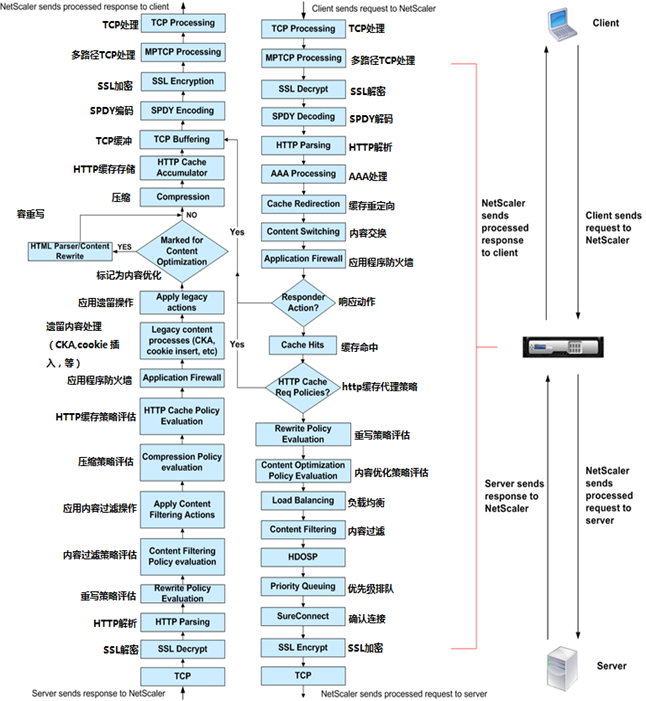 NetScaler sends processed response to client
TCP处理
TCP Processing
多路径TCP处理
MPTCP Processing
SSL加密
SSL Encryption
SPDY编码
SPDY Encoding
TCP缓冲
TCP Buffering
HTTP缓存存储
HTTP Cache
Accumulator
压缩
Compression
容重写
NO
HTML Parser/Content
Rewrite
YES
Marked for
Content
Optimization
标记为内容优化
应用遗留操作
Apply legacy
actions
遗留内容处理
（CKA,cookie 插
入，等）
Legacy content
processes (CKA,
cookie insert, etc)
应用程序防火墙
Application Firewall
HTTP缓存策略评估
HTTP Cache Policy
Evaluation
压缩策略评估
Compression Policy
evaluation
应用内容过滤操作
Apply Content
Filtering Actions
内容过滤策略评估
Content Filtering
Policy evaluation
重写策略评估
Rewrite Policy
Evaluation
HTTP解析
HTTP Parsing
SSL解密
SSL Decrypt
TCP
Server sends response to NetScaler
Client sends request to NetScaler
TCP Processing
TCP处理
MPTCP Processing
多路径TCP处理
SSL Decrypt
SSL解密
SPDY Decoding
SPDY解码
HTTP Parsing
HTTP解析
AAA Processing
AAA处理
Cache Redirection
缓存重定向
Yes
Content Switching
内容交换
Application Firewall
应用程序防火墙
Responder
Action?
响应动作
Yes
Cache Hits
缓存命中
HTTP Cache
Req Policies?
http缓存代理策略
Rewrite Policy
Evaluation
重写策略评估
Content Optimization
Policy Evaluation
内容优化策略评估
Load Balancing
负载均衡
Content Filtering
内容过滤
HDOSP
Priority Queuing
优先级排队
SureConnect
确认连接
SSL Encrypt
SSL加密
TCP
NetScaler sends processed request to server
Client
NetScaler
sends
processed
response
to client
Client sends
request to
NetScaler
Server sends
response to
NetScaler
NetScaler
sends
processed
request to
server
Server